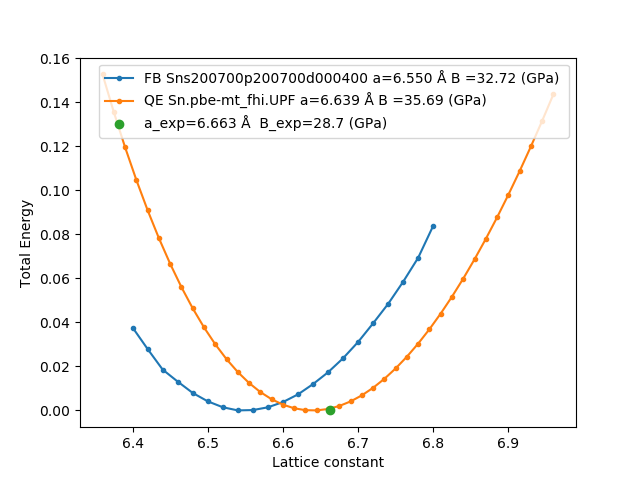 0.16
0.14
0.12
0.10
0.08
0.06
0.04
0.02
0.00
Total Energy
FB Sns200700p200700d000400 a=6.550 Å B =32.72 (GPa)
QE Sn.pbe-mt_fhi.UPF a=6.639 Å B =35.69 (GPa)
a_exp=6.663 Å  B_exp=28.7 (GPa)
6.4 6.5 6.6 6.7 6.8 6.9
Lattice constant